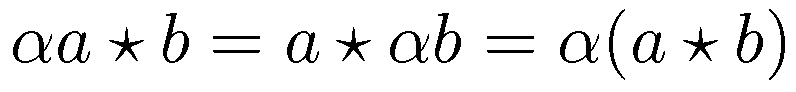 αa ⋆ b = a ⋆ αb = α(a ⋆ b)